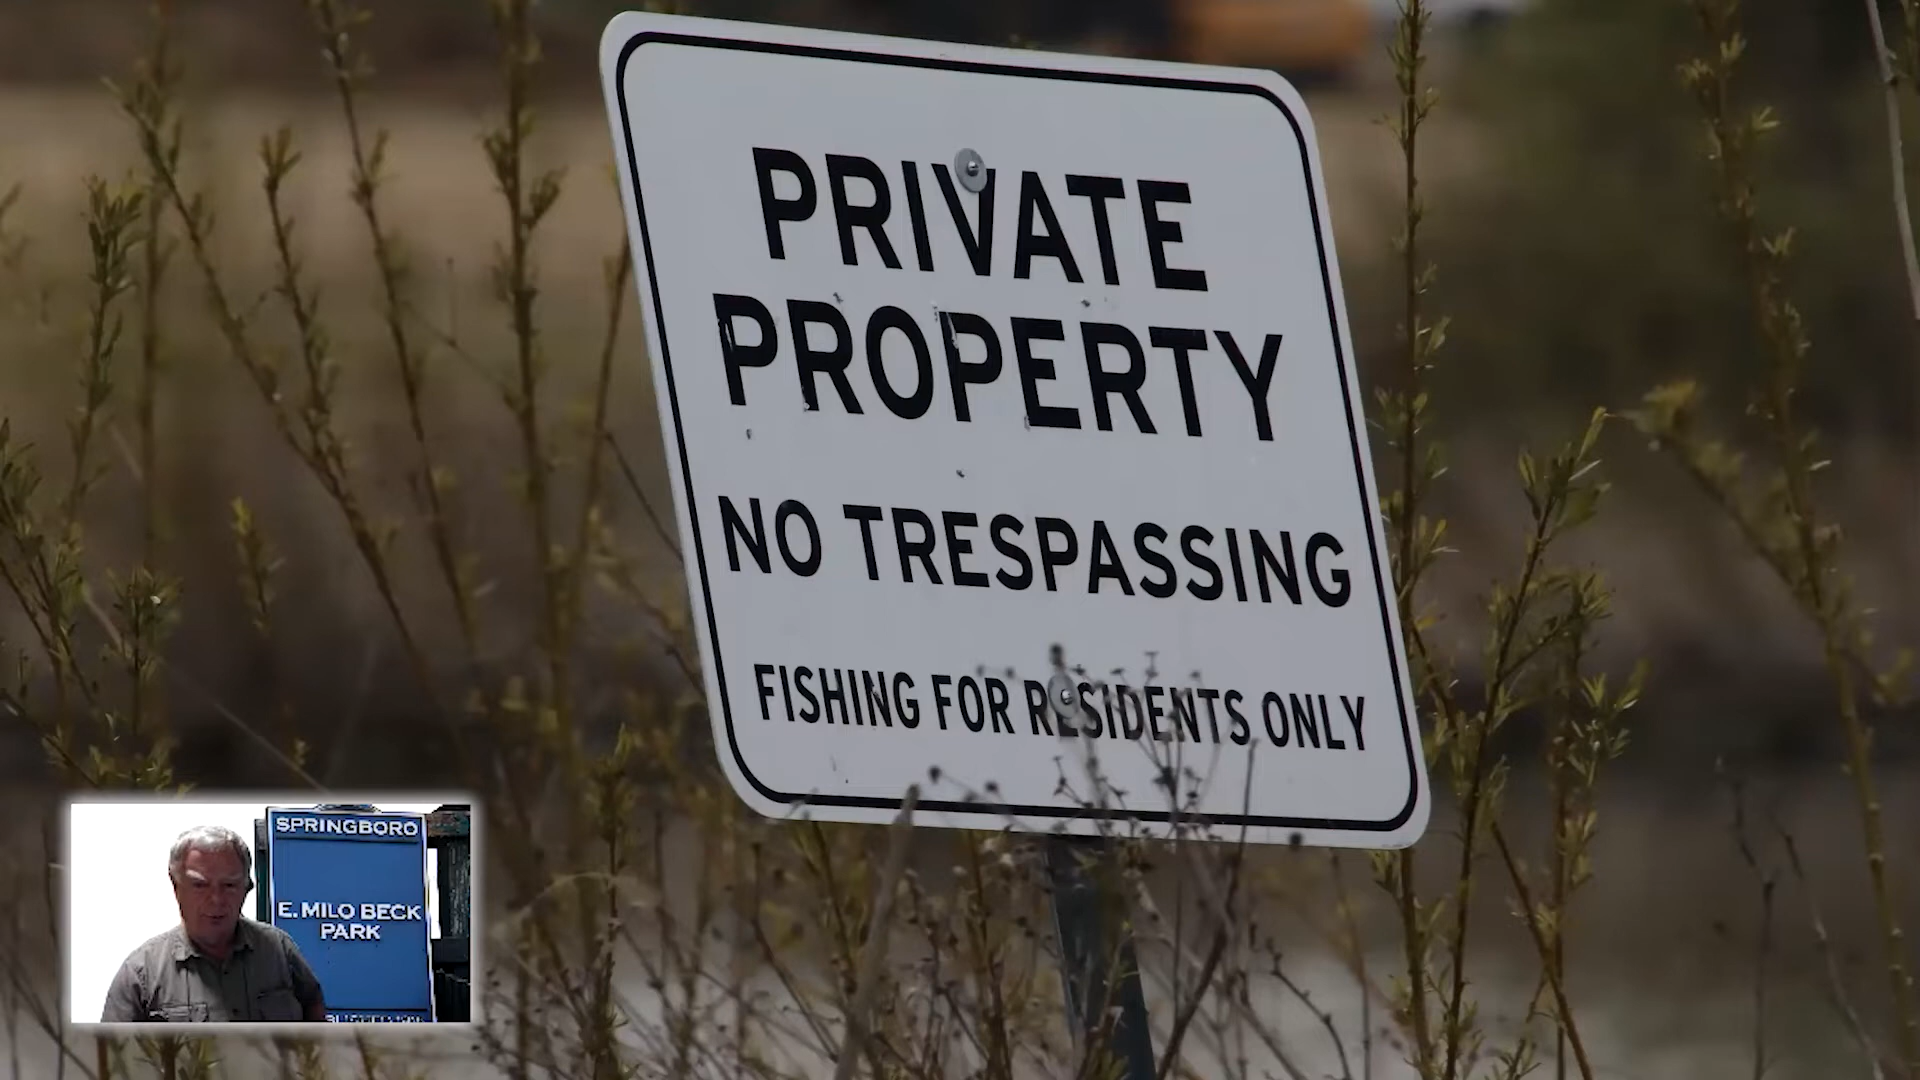 PRIVATE
PROPERTY
NO TRESPASSING
FISHING FOR RESIDENTS ONLY
SPRINGBORO
E. MILO BECK
PARK